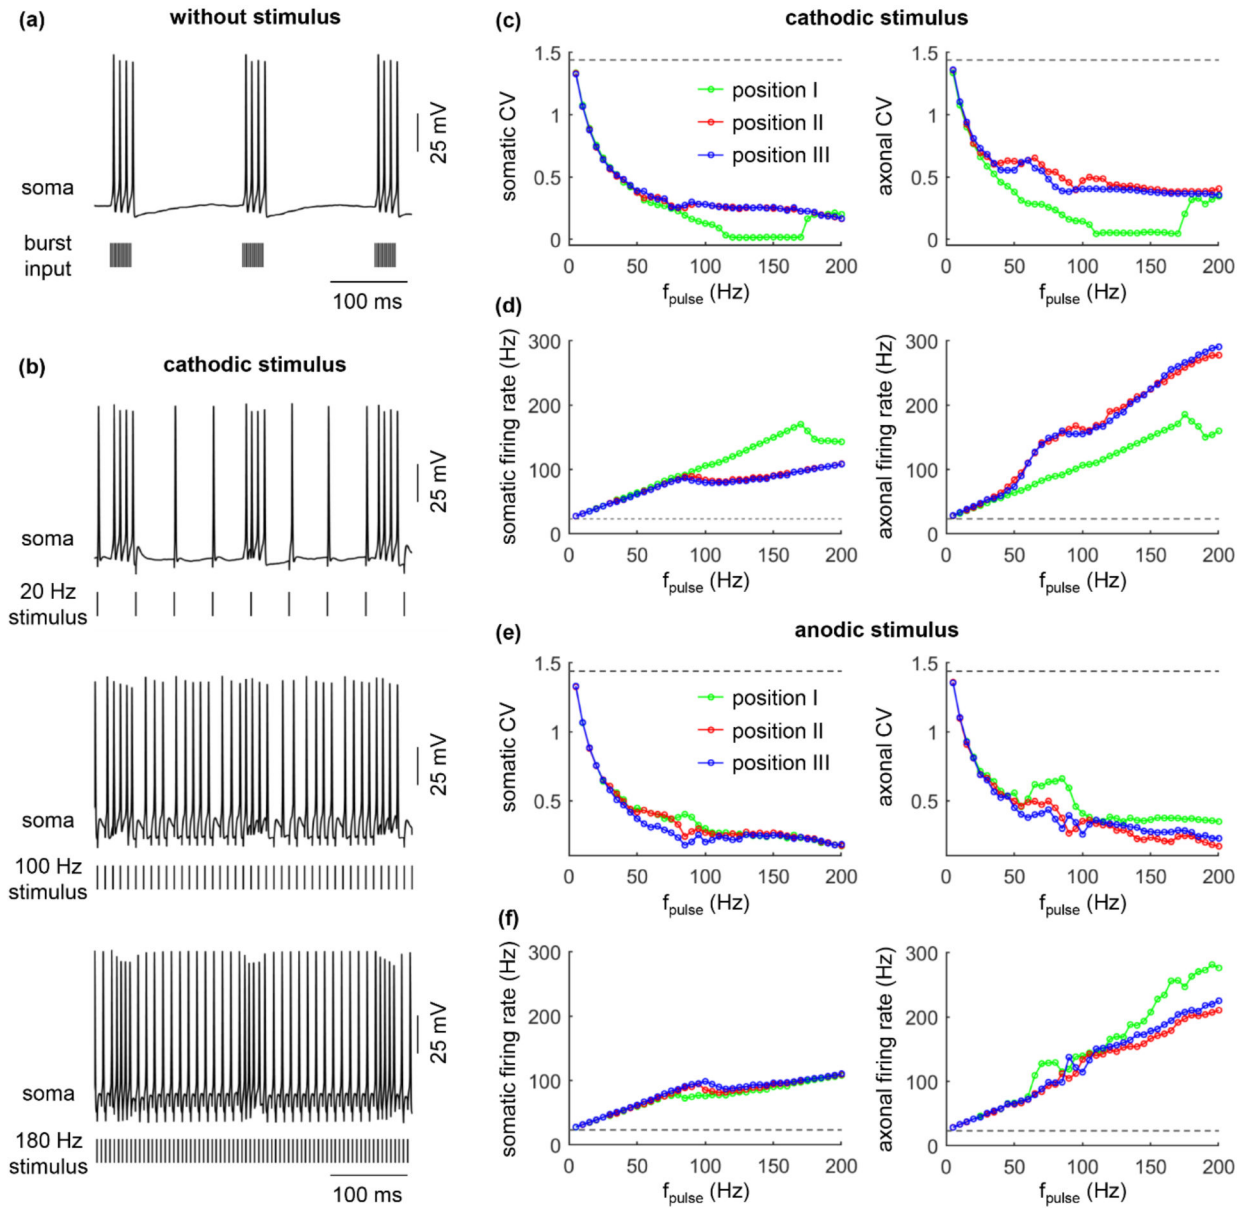 (a)
without stimulus
25 mV
soma
burst
input
100 ms
(b)
cathodic stimulus
25 mV
soma
20 Hz
stimulus
25 mV
soma
100 Hz
stimulus
25 mV
soma
180 Hz
stimulus
100 ms
(c)
cathodic stimulus
somatic CV
1.5
1
0.5
0
position I
position II
position III
0 50 100 150 200
f_pulse (Hz)
axonal CV
1.5
1
0.5
0
0 50 100 150 200
f_pulse (Hz)
(d)
somatic firing rate (Hz)
300
200
100
0
0 50 100 150 200
f_pulse (Hz)
axonal firing rate (Hz)
300
200
100
0
0 50 100 150 200
f_pulse (Hz)
(e)
anodic stimulus
somatic CV
1.5
1
0.5
position I
position II
position III
0 50 100 150 200
f_pulse (Hz)
axonal CV
1.5
1
0.5
0 50 100 150 200
f_pulse (Hz)
(f)
somatic firing rate (Hz)
300
200
100
0
0 50 100 150 200
f_pulse (Hz)
axonal firing rate (Hz)
300
200
100
0
0 50 100 150 200
f_pulse (Hz)